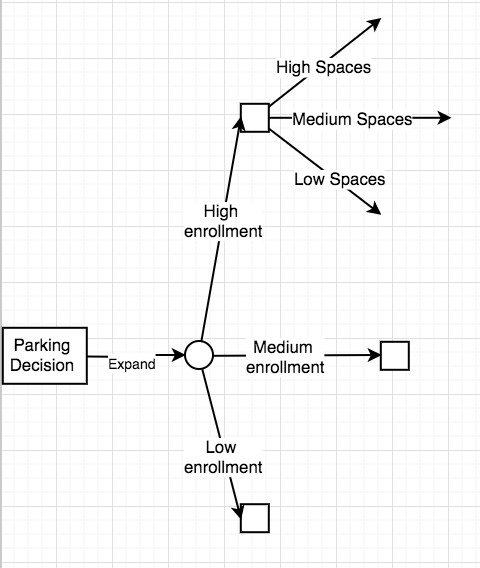 High Spaces
Medium Spaces
Low Spaces
High
enrollment
Parking
Decision
Expand
Medium
enrollment
Low
enrollment